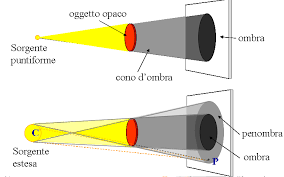 oggetto opaco
Sorgente
puntiforme
ombra
cono d'ombra
C
penombra
Sorgente
estesa
ombra
P